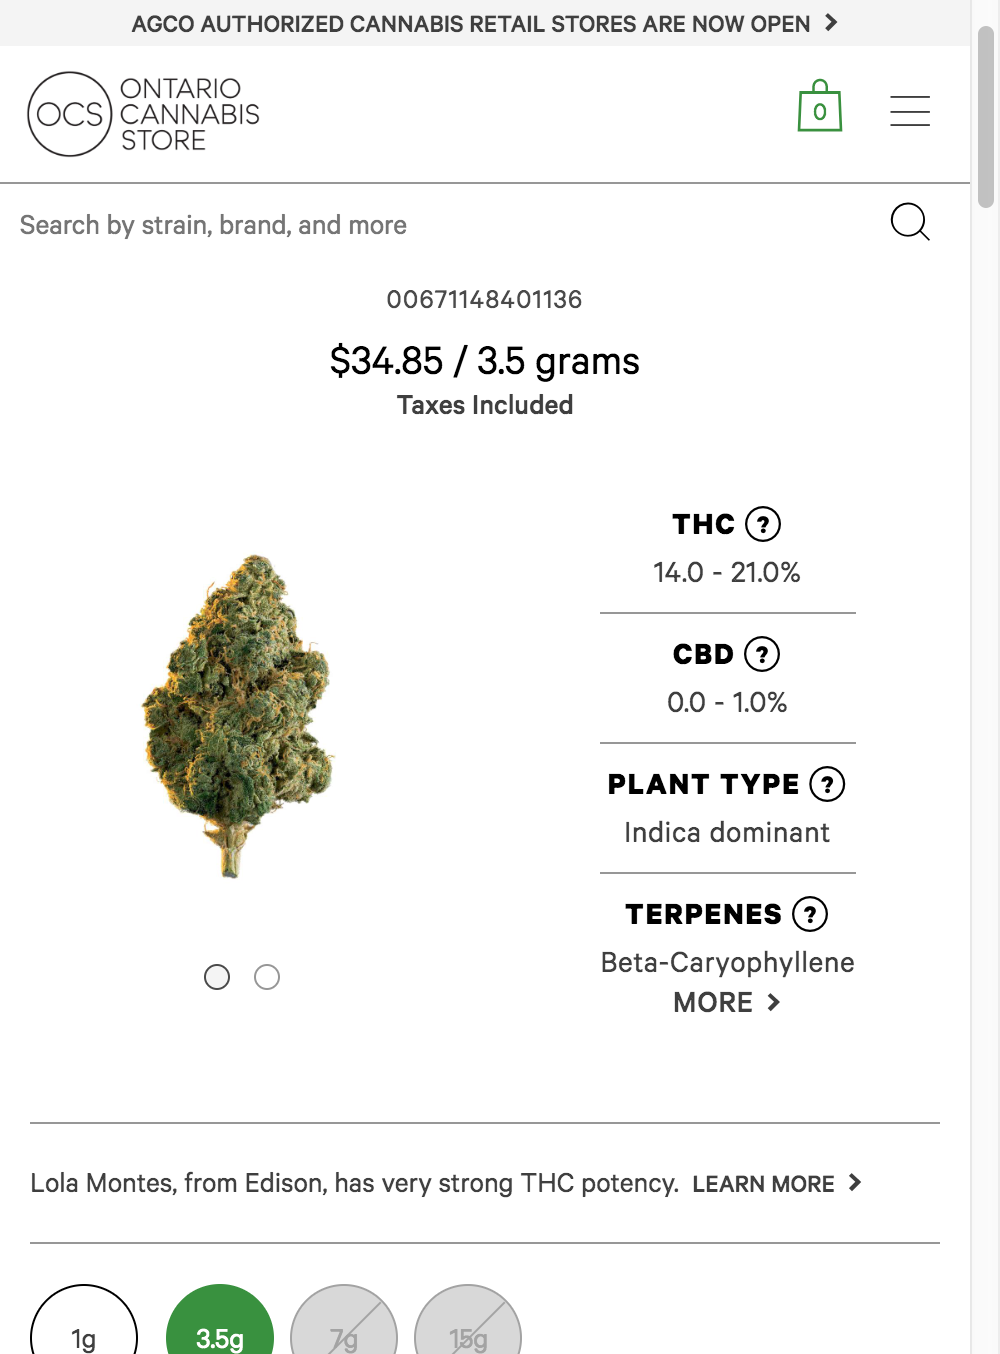 AGCO AUTHORIZED CANNABIS RETAIL STORES ARE NOW OPEN
OCS
ONTARIO
CANNABIS
STORE
0
Search by strain, brand, and more
00671148401136
$34.85 / 3.5 grams
Taxes Included
THC ?
14.0 - 21.0%
CBD ?
0.0 - 1.0%
PLANT TYPE ?
Indica dominant
TERPENES ?
Beta-Caryophyllene
MORE
Lola Montes, from Edison, has very strong THC potency. LEARN MORE
1g 3.5g 7g 15g